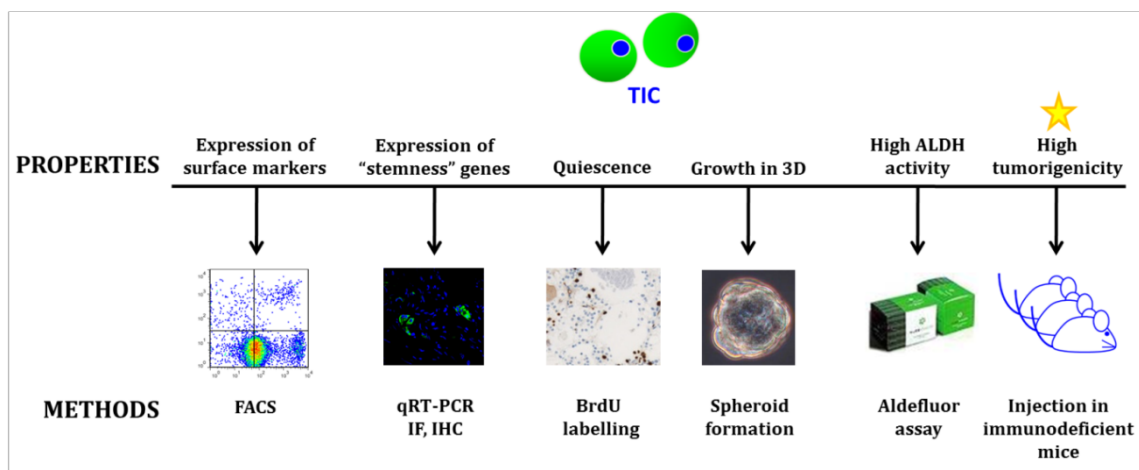 TIC
PROPERTIES
Expression of
surface markers
Expression of
“stemness” genes
Quiescence
Growth in 3D
High ALDH
activity
High
tumorigenicity
METHODS
FACS
qRT-PCR
IF, IHC
BrdU
labelling
Spheroid
formation
Aldefluor
assay
Injection in
immunodeficient
mice